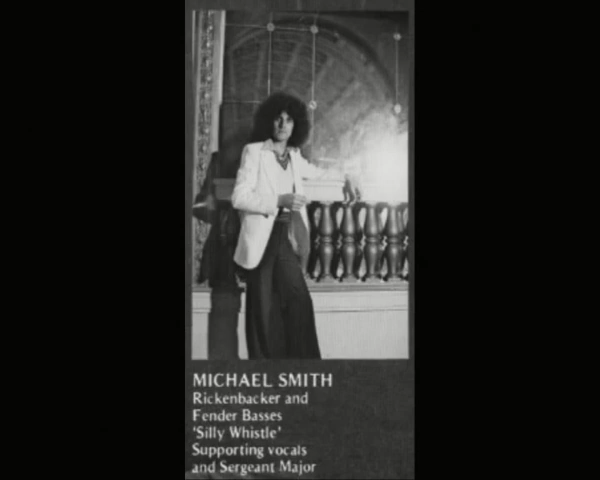 MICHAEL SMITH
Rickenbacker and
Fender Basses
'Silly Whistle'
Supporting vocals
and Sergeant Major